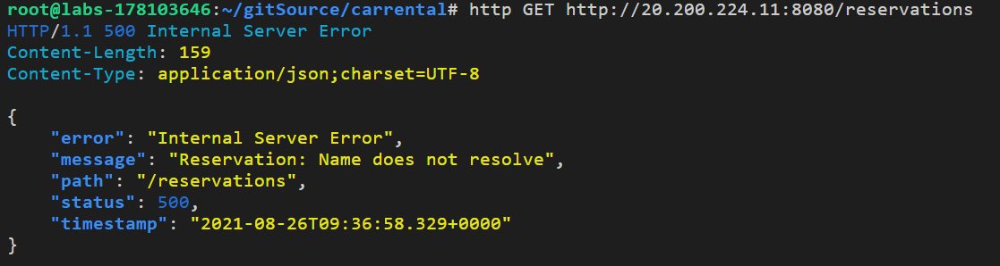 root@labs-178103646:~/gitSource/carrental# http GET http://20.200.224.11:8080/reservations
HTTP/1.1 500 Internal Server Error
Content-Length: 159
Content-Type: application/json;charset=UTF-8
{
    "error": "Internal Server Error",
    "message": "Reservation: Name does not resolve",
    "path": "/reservations",
    "status": 500,
    "timestamp": "2021-08-26T09:36:58.329+0000"
}